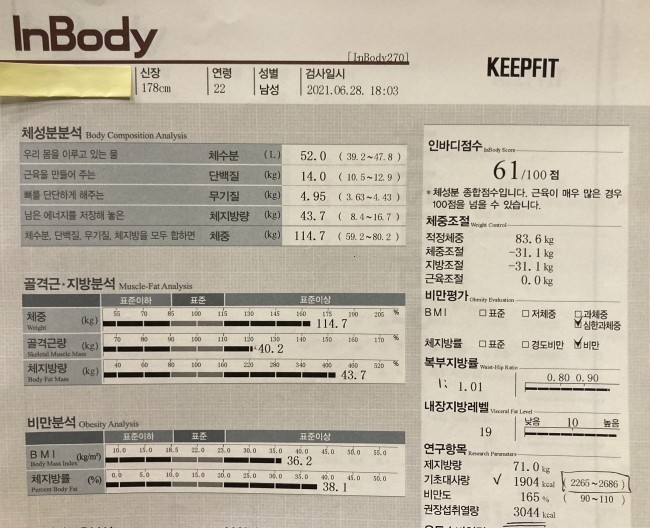 InBody
[InBody270]
KEEPFIT
신장 연령 성별 검사일시
178cm 22 남성 2021.06.28. 18:03
체성분분석 Body Composition Analysis
우리 몸을 이루고 있는 물 체수분 (L) 52.0 ( 39.2~47.8 )
근육을 만들어 주는 단백질 (kg) 14.0 ( 10.5~12.9 )
뼈를 단단하게 해주는 무기질 (kg) 4.95 ( 3.63~4.43 )
남은 에너지를 저장해 놓은 체지방량 (kg) 43.7 ( 8.4~16.7 )
체수분, 단백질, 무기질, 체지방을 모두 합하면 체중 (kg) 114.7 ( 59.2~80.2 )
골격근·지방분석 Muscle-Fat Analysis
표준이하 표준 표준이상
체중 (kg) 55 70 85 100 115 130 145 160 175 190 205 %
Weight 114.7
골격근량 (kg) 70 80 90 100 110 120 130 140 150 160 170 %
Skeletal Muscle Mass 40.2
체지방량 (kg) 40 60 80 100 160 220 280 340 400 460 520 %
Body Fat Mass 43.7
비만분석 Obesity Analysis
표준이하 표준 표준이상
BMI (kg/m²) 10.0 15.0 18.5 22.0 25.0 30.0 35.0 40.0 45.0 50.0 55.0
Body Mass Index 36.2
체지방률 (%) 0.0 5.0 10.0 15.0 20.0 25.0 30.0 35.0 40.0 45.0 50.0
Percent Body Fat 38.1
인바디점수 InBody Score
61/100 점
* 체성분 종합점수입니다. 근육이 매우 많은 경우
100점을 넘을 수 있습니다.
체중조절 Weight Control
적정체중 83.6 kg
체중조절 -31.1 kg
지방조절 -31.1 kg
근육조절 0.0 kg
비만평가 Obesity Evaluation
BMI □ 표준 □ 저체중 □ 과체중
☑ 심한과체중
체지방률 □ 표준 □ 경도비만 ☑ 비만
복부지방률 Waist-Hip Ratio
1.01 0.80 0.90
내장지방레벨 Visceral Fat Level
19 낮음 10 높음
연구항목 Research Parameters
제지방량 71.0 kg
기초대사량 ✓ 1904 kcal ( 2265~2686 )
비만도 165 % ( 90~110 )
권장섭취열량 3044 kcal